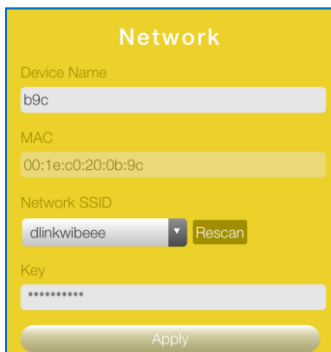 Network
Device Name
b9c
MAC
00:1e:c0:20:0b:9c
Network SSID
dlinkwibeee Rescan
Key
**********
Apply